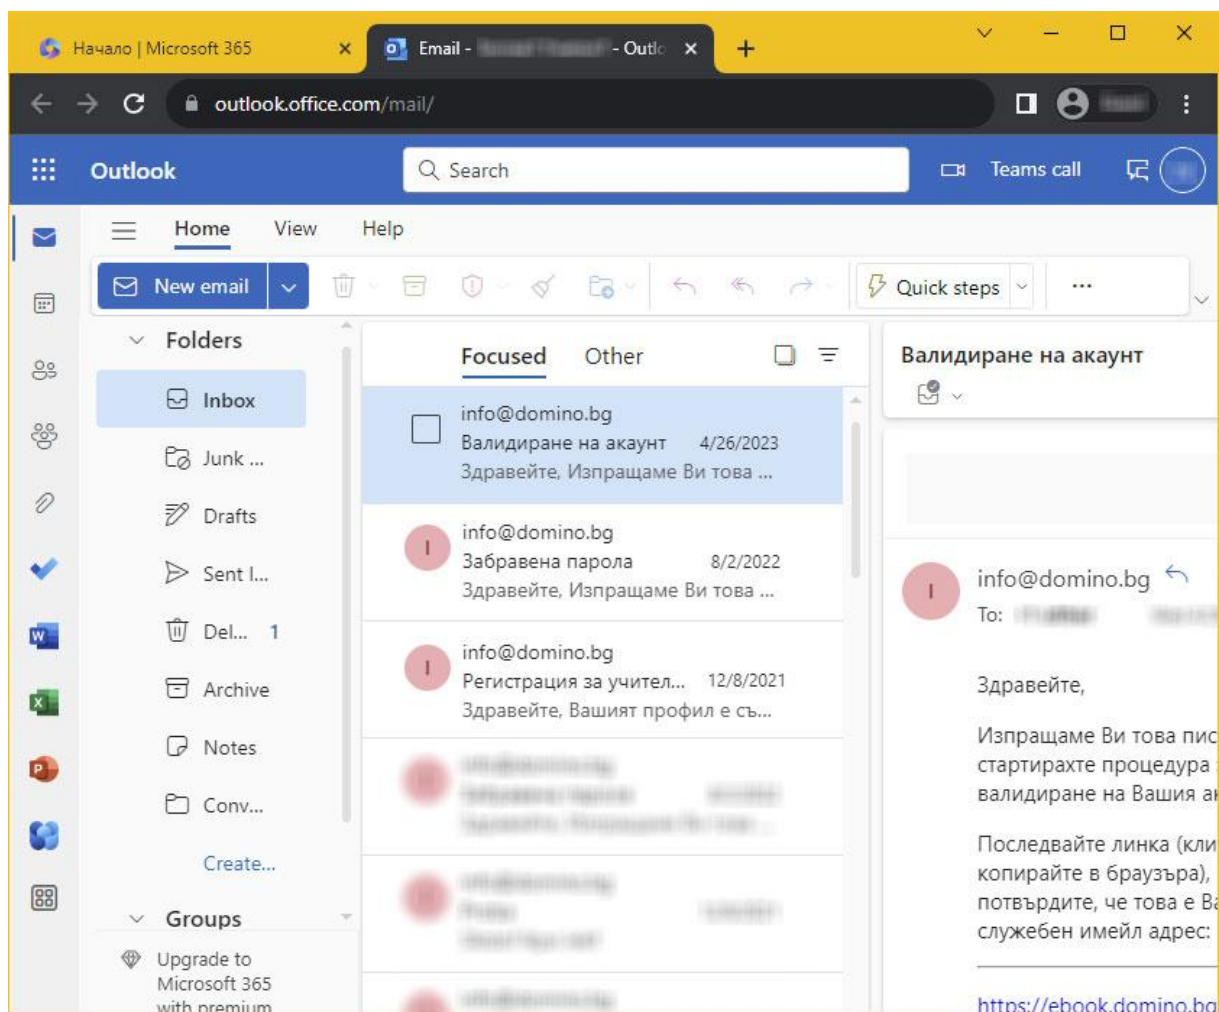 Начало | Microsoft 365
Email -
- Outlo
outlook.office.com/mail/
Outlook
Search
Teams call
Home View Help
New email
Quick steps
Folders
Inbox
Junk ...
Drafts
Sent I...
Del... 1
Archive
Notes
Conv...
Create...
Groups
Upgrade to
Microsoft 365
with premium
Focused Other
info@domino.bg
Валидиране на акаунт 4/26/2023
Здравейте, Изпращаме Ви това ...
I
info@domino.bg
Забравена парола 8/2/2022
Здравейте, Изпращаме Ви това ...
I
info@domino.bg
Регистрация за учител... 12/8/2021
Здравейте, Вашият профил е съ...
Валидиране на акаунт
I
info@domino.bg
To:
Здравейте,
Изпращаме Ви това пис
стартирахте процедура
валидиране на Вашия ак
Последвайте линка (кли
копирайте в браузъра),
потвърдите, че това е Ва
служебен имейл адрес:
https://ebook.domino.bg